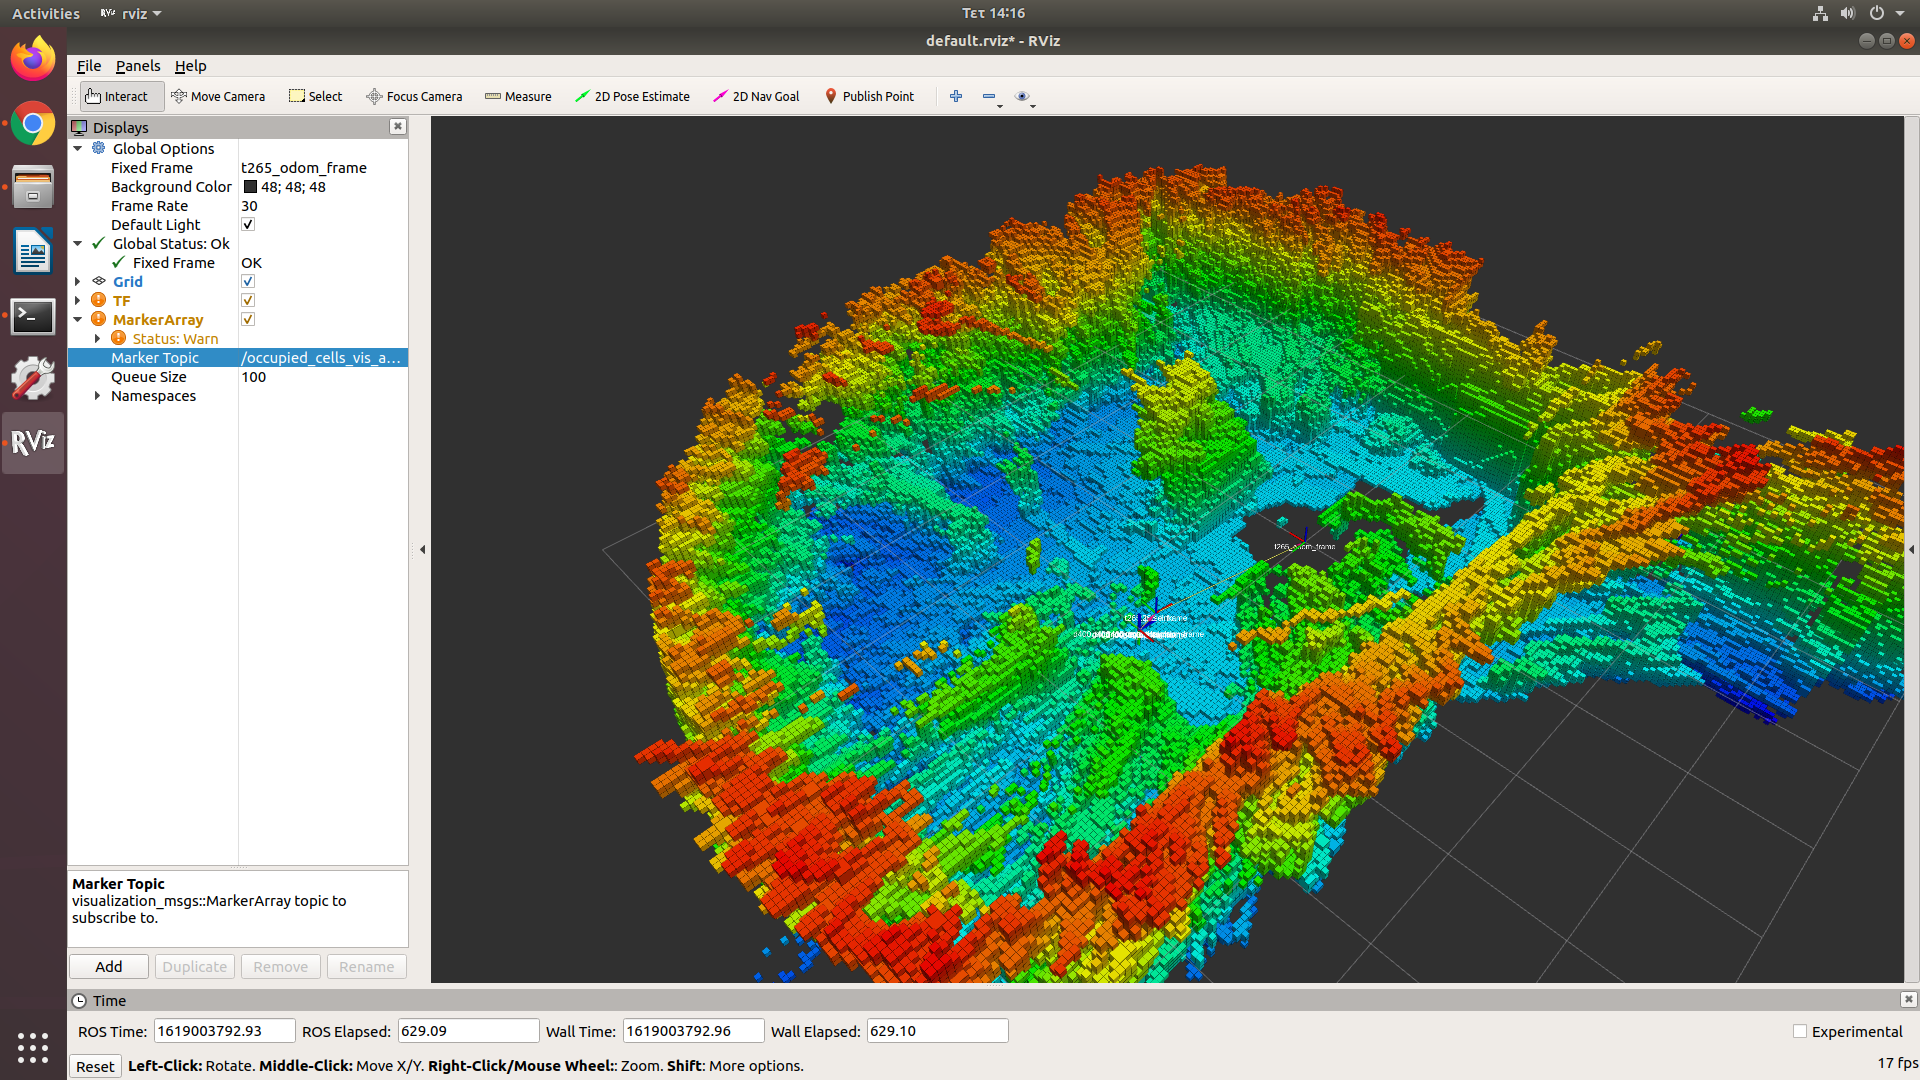 Activities
RViz
rviz
Τετ 14:16
default.rviz* - RViz
File Panels Help
Interact Move Camera Select Focus Camera Measure 2D Pose Estimate 2D Nav Goal Publish Point
Displays
Global Options
Fixed Frame t265_odom_frame
Background Color 48; 48; 48
Frame Rate 30
Default Light
Global Status: Ok
Fixed Frame OK
Grid
TF
MarkerArray
Status: Warn
Marker Topic /occupied_cells_vis_a...
Queue Size 100
Namespaces
RViz
t265_odom_frame
Marker Topic
visualization_msgs::MarkerArray topic to
subscribe to.
Add Duplicate Remove Rename
Time
ROS Time: 1619003792.93 ROS Elapsed: 629.09 Wall Time: 1619003792.96 Wall Elapsed: 629.10 Experimental
Reset Left-Click: Rotate. Middle-Click: Move X/Y. Right-Click/Mouse Wheel:: Zoom. Shift: More options. 17 fps